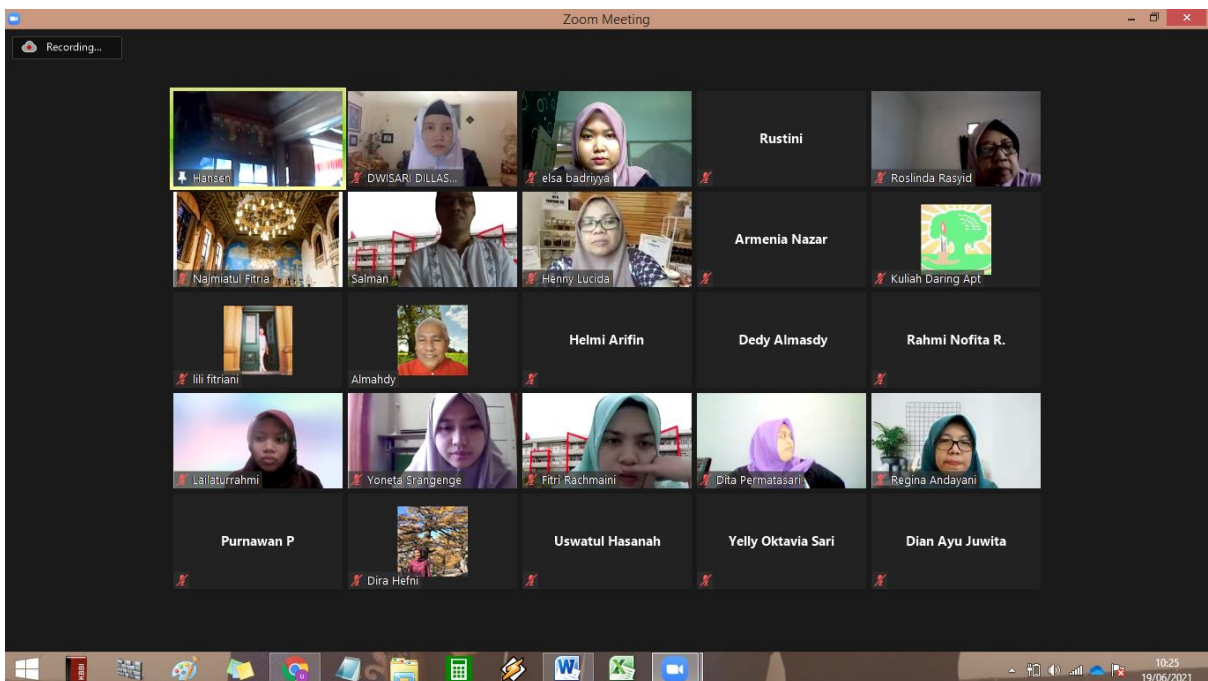 Zoom Meeting
Recording...
Hansen
DWISARI DILLAS...
elsa badriyya
Rustini
Roslinda Rasyid
Najmiatul Fitria
Salman
Henny Lucida
Armenia Nazar
Kuliah Daring Apt
lili fitriani
Almahdy
Helmi Arifin
Dedy Almasdy
Rahmi Nofita R.
Lailaturrahmi
Yoneta Srangenge
Fitri Rachmaini
Dita Permatasari
Regina Andayani
Purnawan P
Dira Hefni
Uswatul Hasanah
Yelly Oktavia Sari
Dian Ayu Juwita
KBBI
10:25
19/06/2021